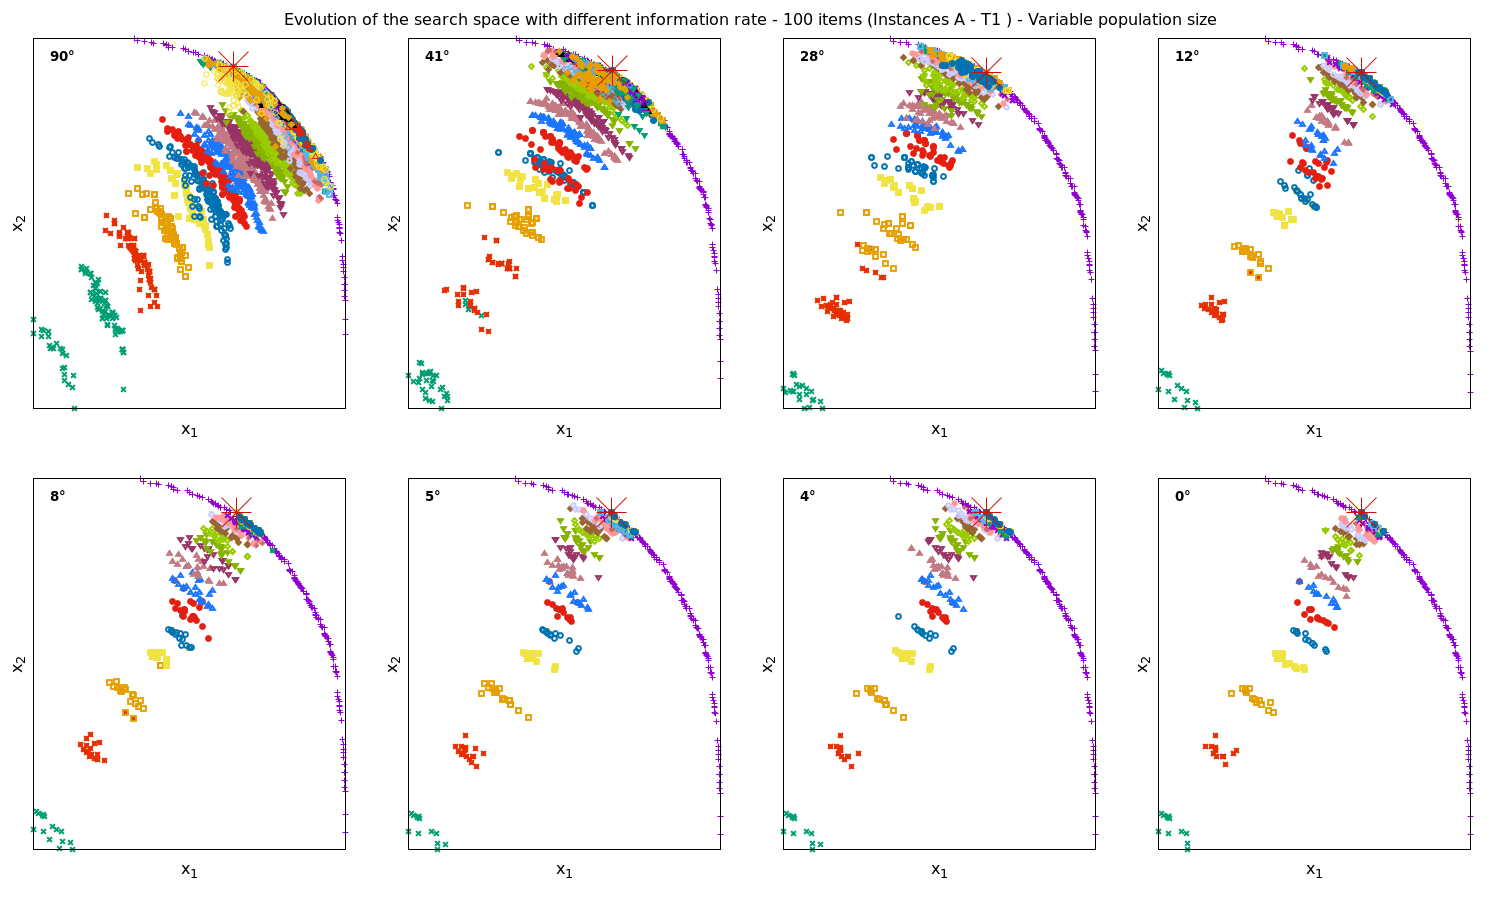 Evolution of the search space with different information rate - 100 items (Instances A - T1 ) - Variable population size
90°
41°
28°
12°
x2
x2
x2
x2
x1
x1
x1
x1
8°
5°
4°
0°
x2
x2
x2
x2
x1
x1
x1
x1